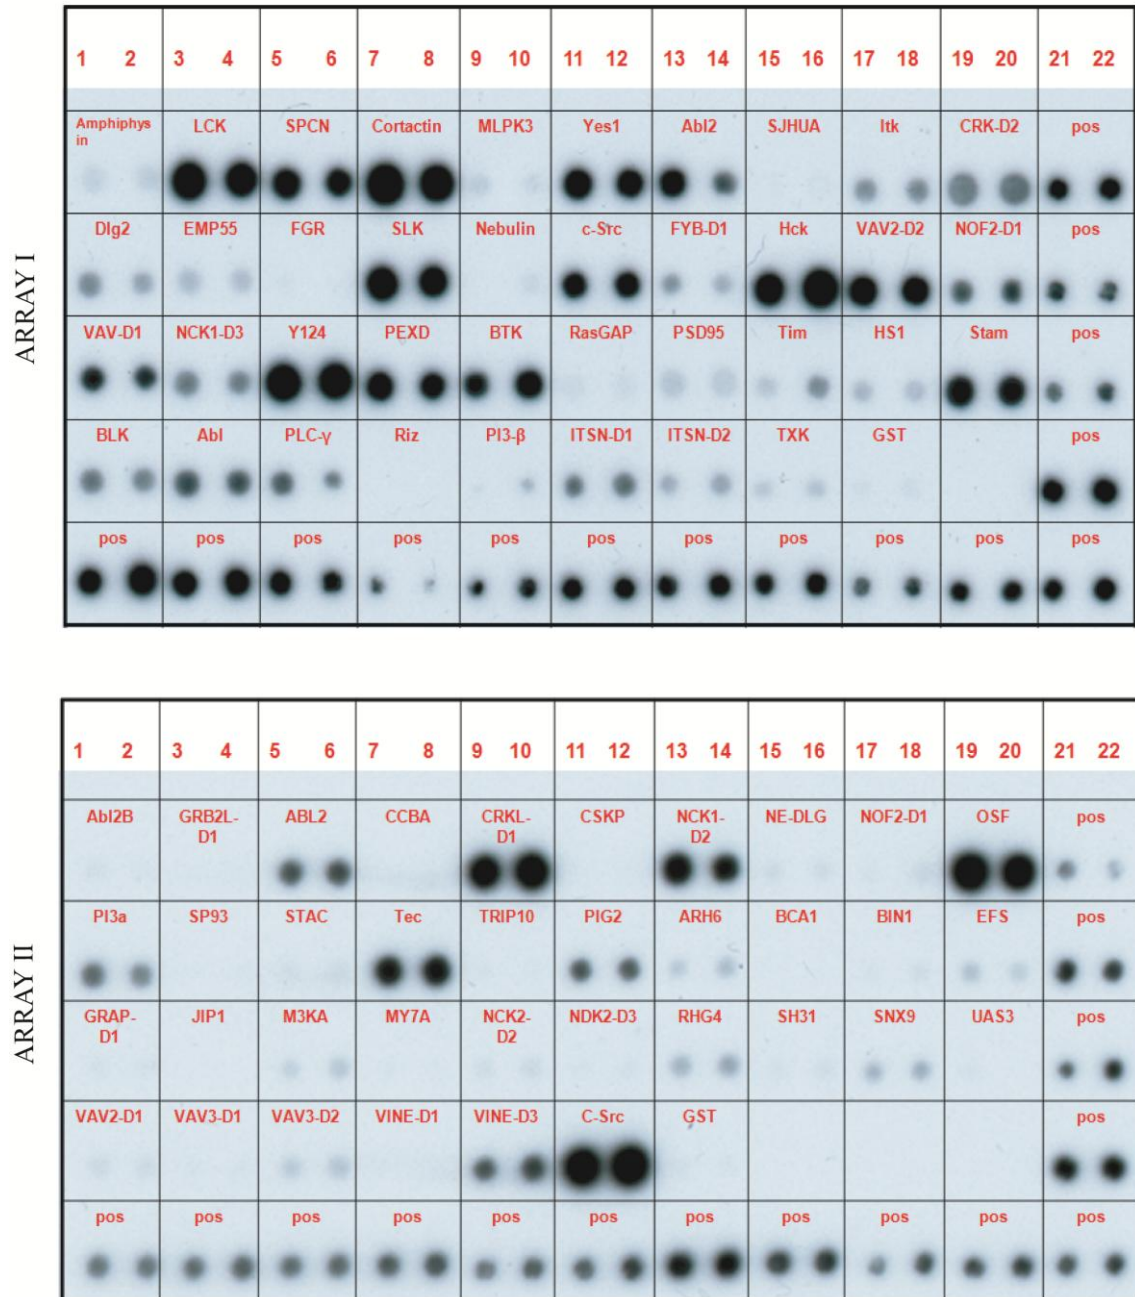 ARRAY I
1 2 3 4 5 6 7 8 9 10 11 12 13 14 15 16 17 18 19 20 21 22
Amphiphys LCK SPCN Cortactin MLPK3 Yes1 Abl2 SJHUA Itk CRK-D2 pos
in
Dlg2 EMP55 FGR SLK Nebulin c-Src FYB-D1 Hck VAV2-D2 NOF2-D1 pos
VAV-D1 NCK1-D3 Y124 PEXD BTK RasGAP PSD95 Tim HS1 Stam pos
BLK Abl PLC-γ Riz PI3-β ITSN-D1 ITSN-D2 TXK GST pos
pos pos pos pos pos pos pos pos pos pos pos
ARRAY II
1 2 3 4 5 6 7 8 9 10 11 12 13 14 15 16 17 18 19 20 21 22
Abl2B GRB2L- ABL2 CCBA CRKL- CSKP NCK1- NE-DLG NOF2-D1 OSF pos
D1 D1 D2
PI3a SP93 STAC Tec TRIP10 PIG2 ARH6 BCA1 BIN1 EFS pos
GRAP- JIP1 M3KA MY7A NCK2- NDK2-D3 RHG4 SH31 SNX9 UAS3 pos
D1 D2
VAV2-D1 VAV3-D1 VAV3-D2 VINE-D1 VINE-D3 C-Src GST pos
pos pos pos pos pos pos pos pos pos pos pos